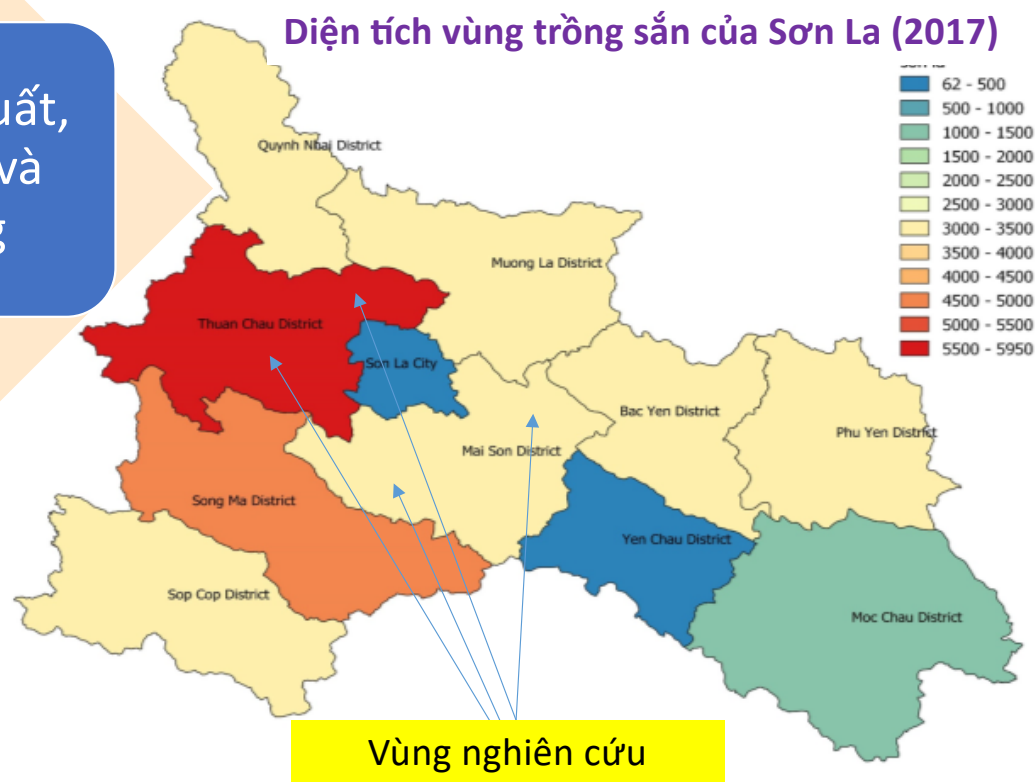 Diện tích vùng trồng sắn của Sơn La (2017)
uất,
và
g
62 - 500
500 - 1000
1000 - 1500
1500 - 2000
2000 - 2500
2500 - 3000
3000 - 3500
3500 - 4000
4000 - 4500
4500 - 5000
5000 - 5500
5500 - 5950
Quynh Nhai District
Muong La District
Thuan Chau District
Son La City
Bac Yen District
Phu Yen District
Mai Son District
Song Ma District
Yen Chau District
Sop Cop District
Moc Chau District
Vùng nghiên cứu